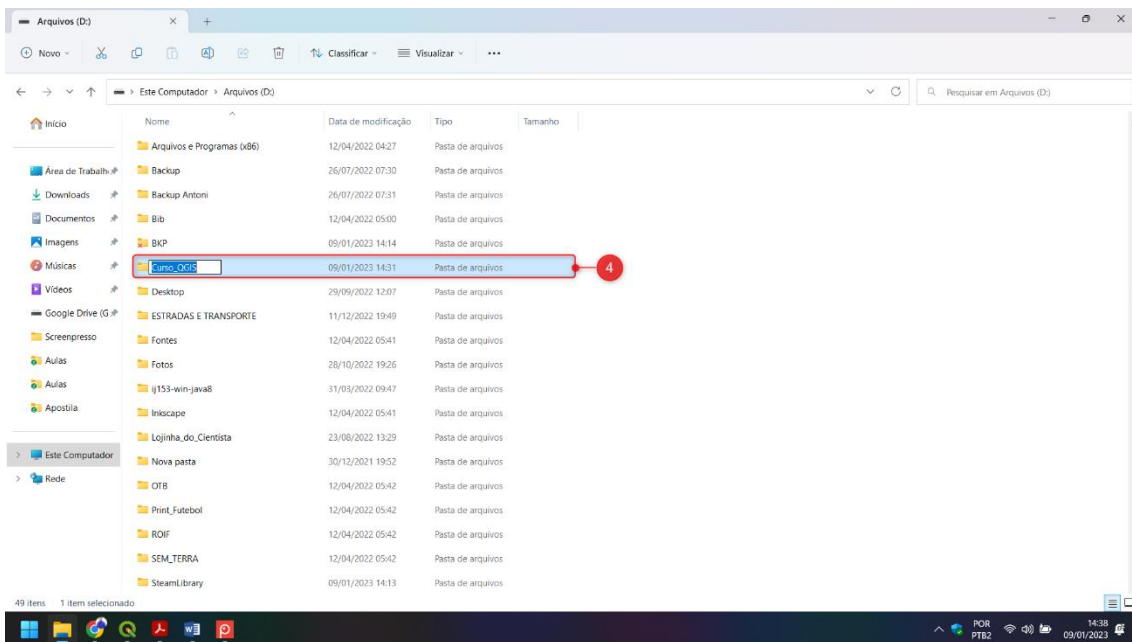 Arquivos (D:)
Novo
Classificar
Visualizar
Este Computador > Arquivos (D:)
Pesquisar em Arquivos (D:)
Início
Área de Trabalh
Downloads
Documentos
Imagens
Músicas
Vídeos
Google Drive (G
Screenpresso
Aulas
Aulas
Apostila
Este Computador
Rede
Nome Data de modificação Tipo Tamanho
Arquivos e Programas (x86) 12/04/2022 04:27 Pasta de arquivos
Backup 26/07/2022 07:30 Pasta de arquivos
Backup Antoni 26/07/2022 07:31 Pasta de arquivos
Bib 12/04/2022 05:00 Pasta de arquivos
BKP 09/01/2023 14:14 Pasta de arquivos
Curso_QGIS 09/01/2023 14:31 Pasta de arquivos 4
Desktop 29/09/2022 12:07 Pasta de arquivos
ESTRADAS E TRANSPORTE 11/12/2022 19:49 Pasta de arquivos
Fontes 12/04/2022 05:41 Pasta de arquivos
Fotos 28/10/2022 19:26 Pasta de arquivos
ij153-win-java8 31/03/2022 09:47 Pasta de arquivos
Inkscape 12/04/2022 05:41 Pasta de arquivos
Lojinha_do_Cientista 23/08/2022 13:29 Pasta de arquivos
Nova pasta 30/12/2021 19:52 Pasta de arquivos
OTB 12/04/2022 05:42 Pasta de arquivos
Print_Futebol 12/04/2022 05:42 Pasta de arquivos
ROIF 12/04/2022 05:42 Pasta de arquivos
SEM_TERRA 12/04/2022 05:42 Pasta de arquivos
SteamLibrary 09/01/2023 14:13 Pasta de arquivos
49 itens 1 item selecionado
POR
PTB2
14:38
09/01/2023